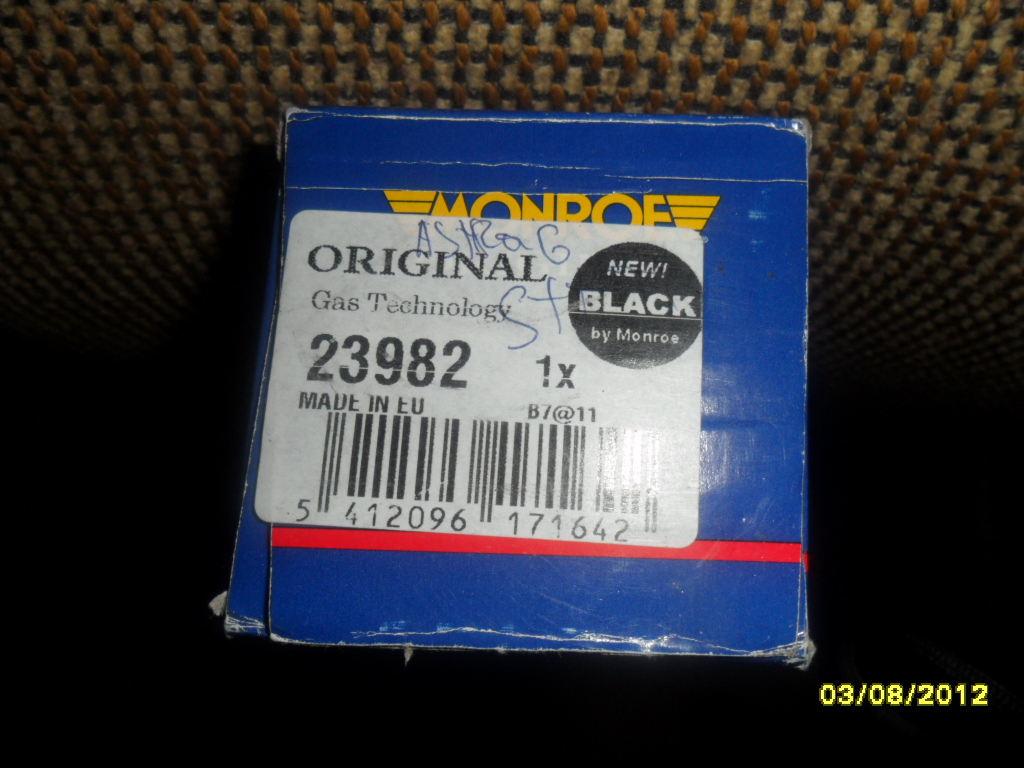 MONROE
ASTRA G
ORIGINAL
NEW!
Gas Technology
BLACK
by Monroe
23982
1x
MADE IN EU
B7@11
5 412096 171642
03/08/2012